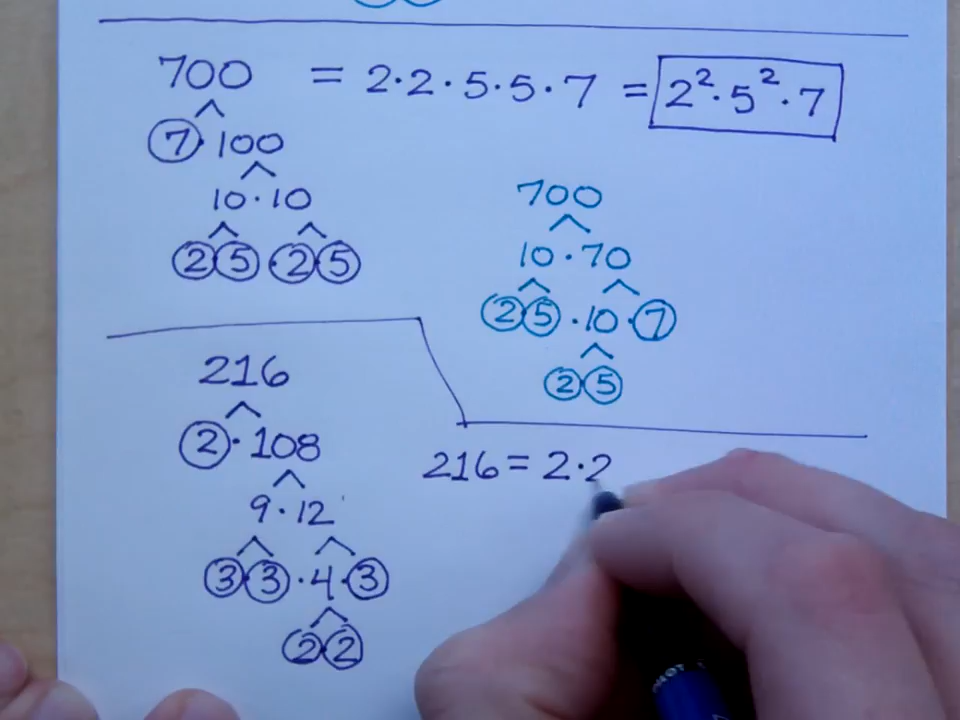 700 = 2·2·5·5·7 = 2²·5²·7
7·100
10·10
2 5 · 2 5
700
10·70
2 5 ·10·7
2 5
216
2·108
9·12
3 3 ·4·3
2 2
216 = 2·2